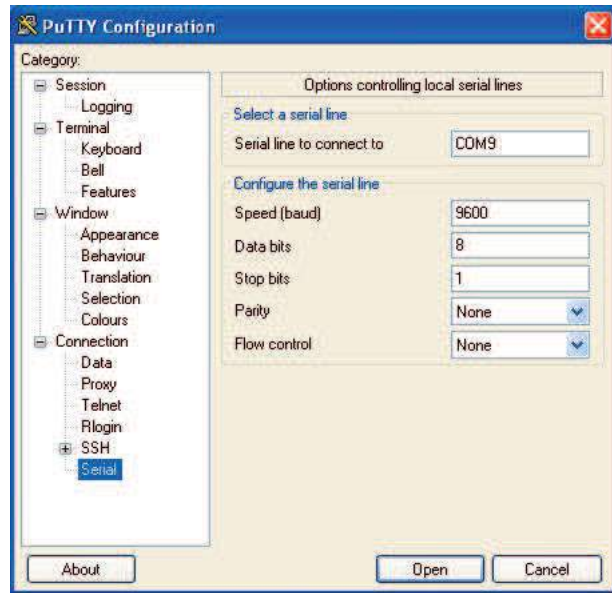 PuTTY Configuration
Category:
Session
Logging
Terminal
Keyboard
Bell
Features
Window
Appearance
Behaviour
Translation
Selection
Colours
Connection
Data
Proxy
Telnet
Rlogin
SSH
Serial
Options controlling local serial lines
Select a serial line
Serial line to connect to COM9
Configure the serial line
Speed (baud) 9600
Data bits 8
Stop bits 1
Parity None
Flow control None
About Open Cancel